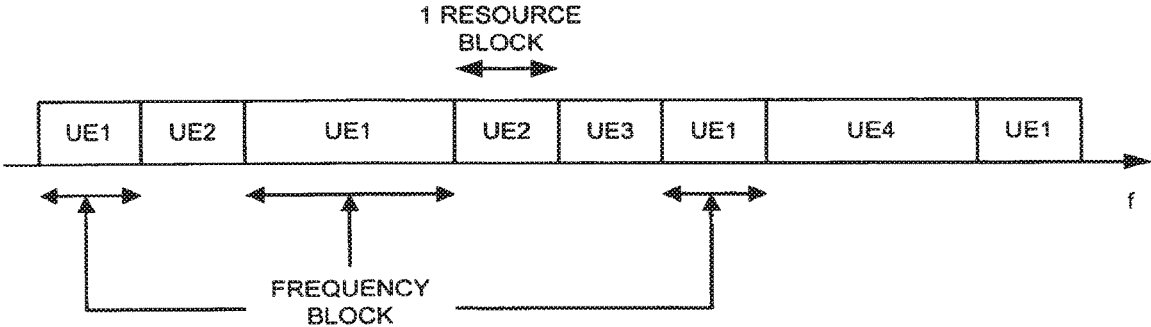 1 RESOURCE
BLOCK
UE1 UE2 UE1 UE2 UE3 UE1 UE4 UE1
f
FREQUENCY
BLOCK